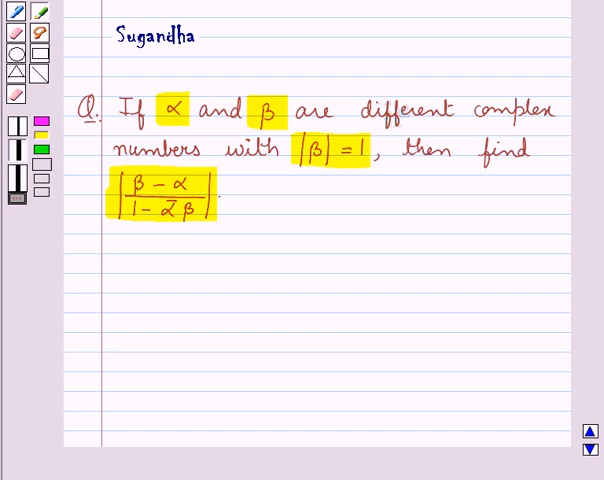 Sugandha
Q. If α and β are different complex
numbers with |β| = 1, then find
|β - α / 1 - ᾱβ|.